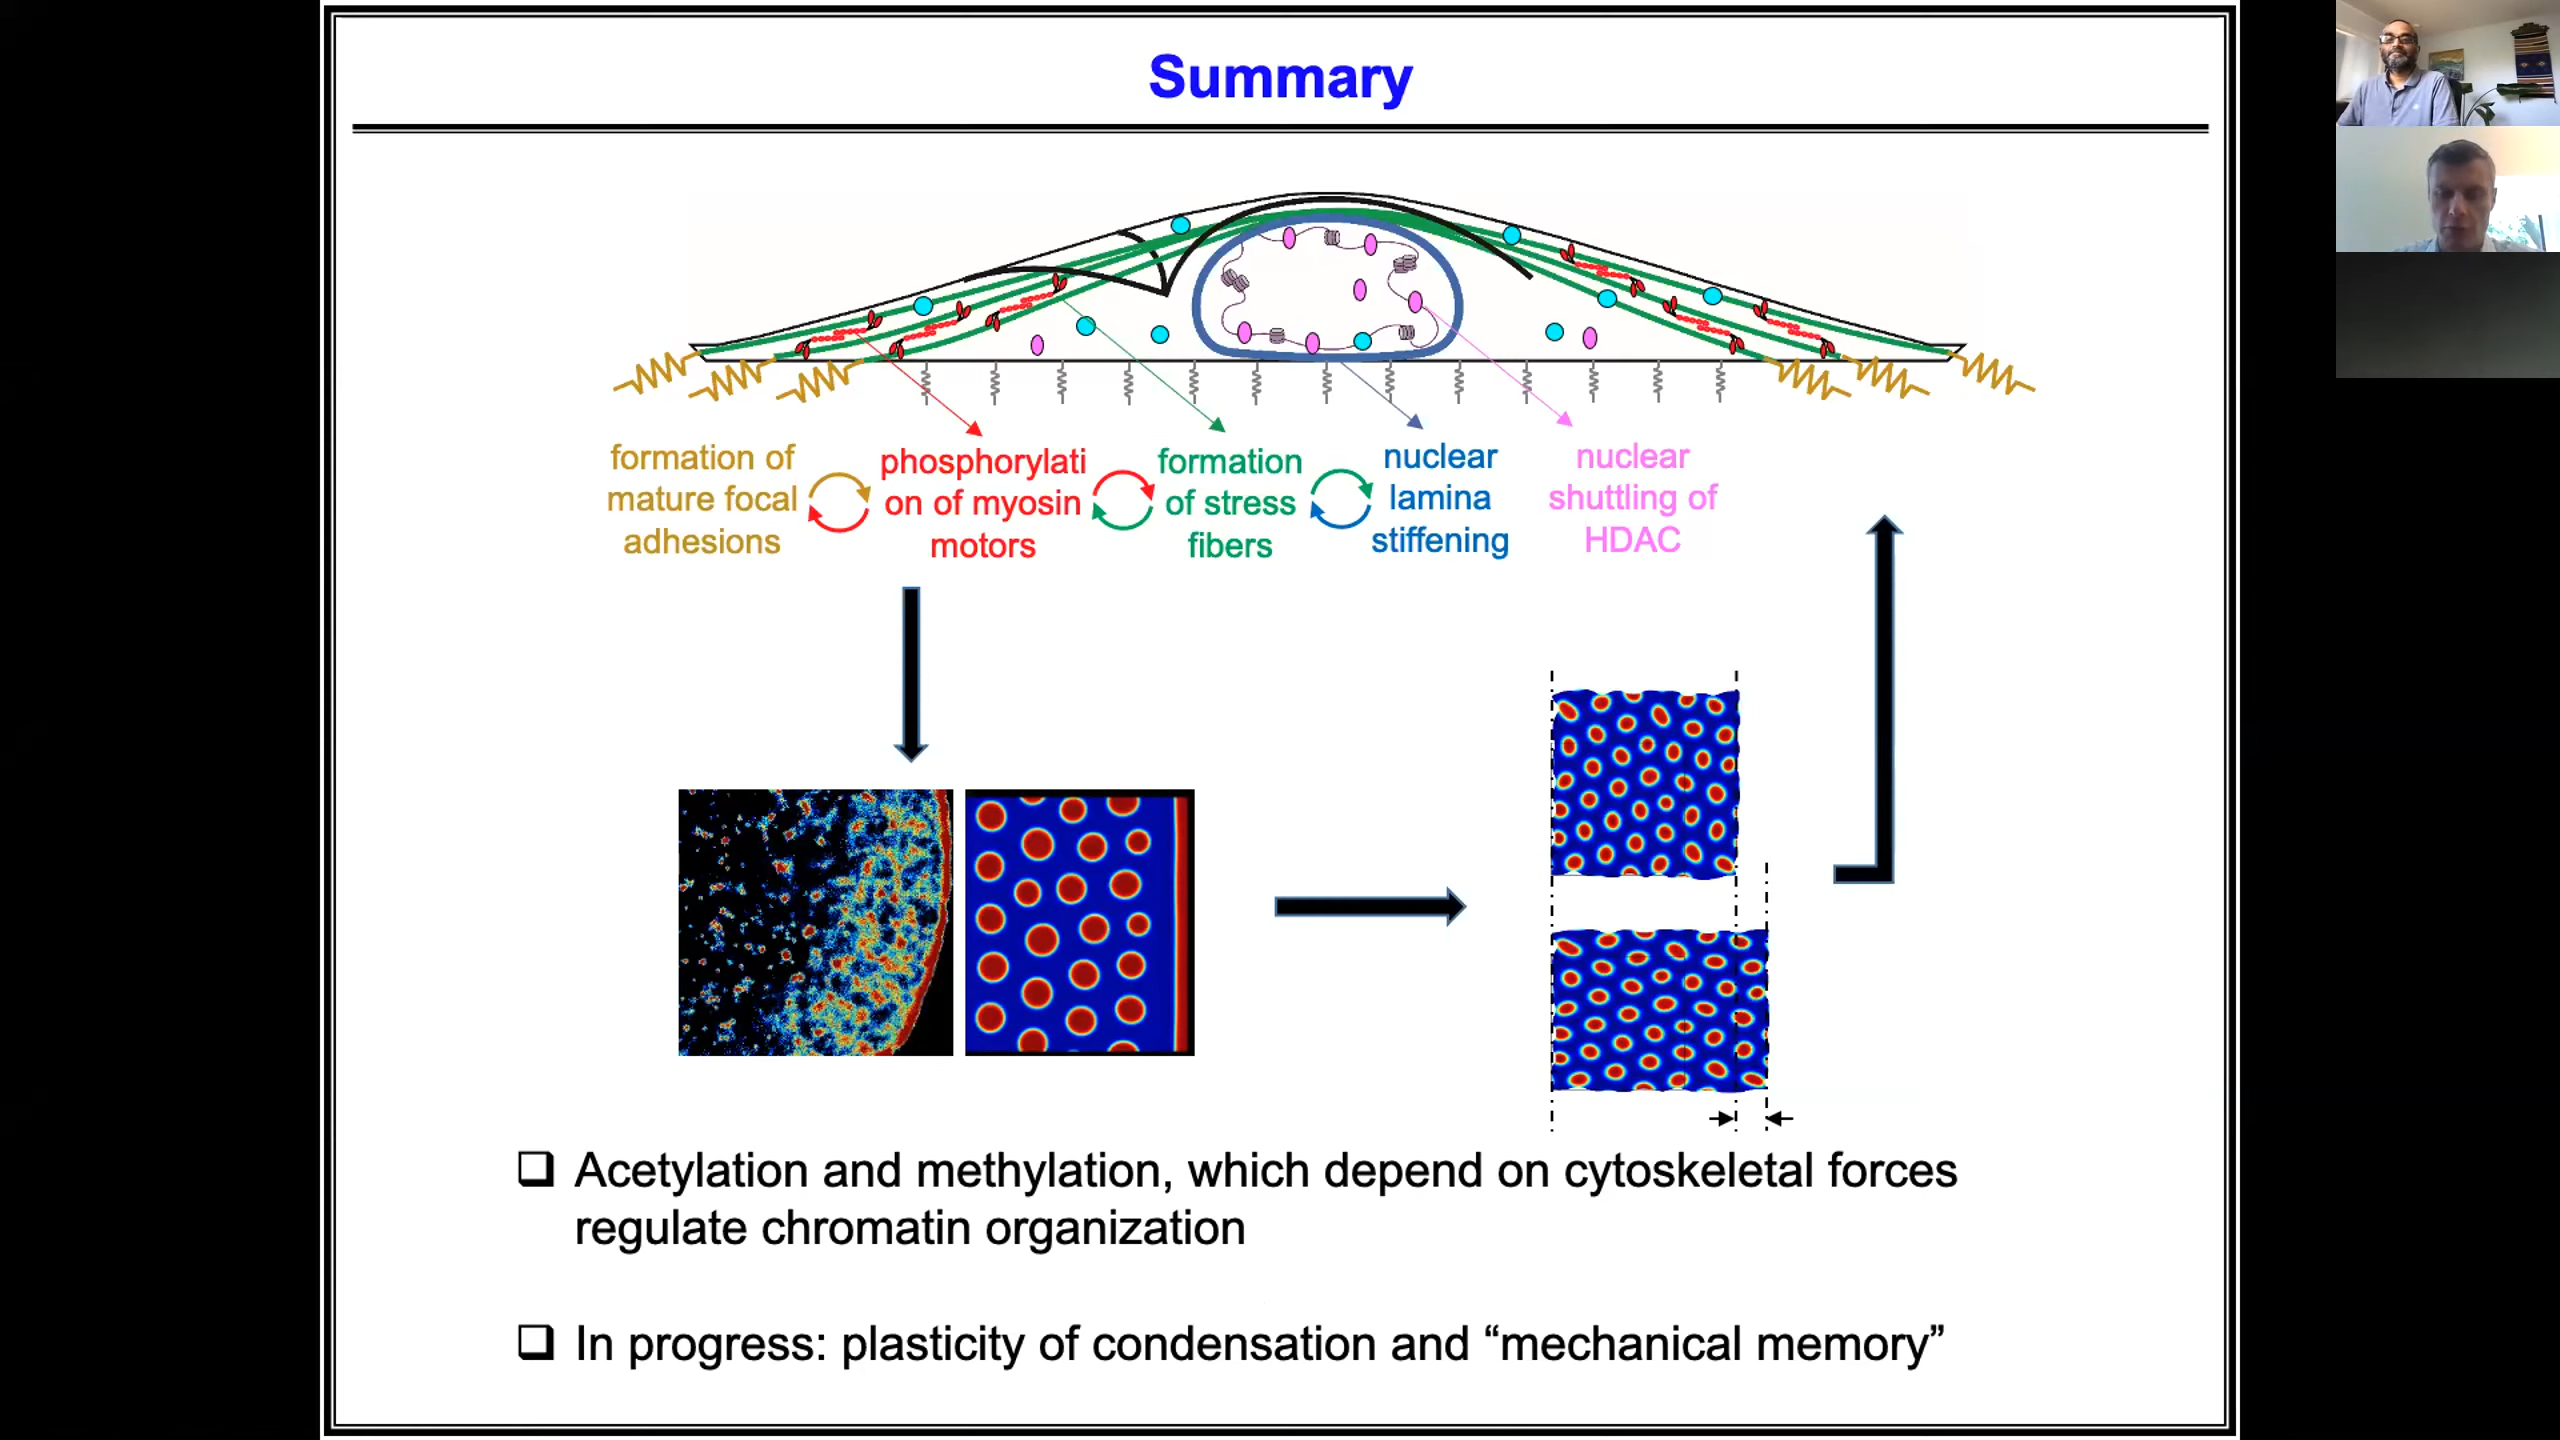 Summary
formation of
mature focal
adhesions
phosphorylati
on of myosin
motors
formation
of stress
fibers
nuclear
lamina
stiffening
nuclear
shuttling of
HDAC
Acetylation and methylation, which depend on cytoskeletal forces
regulate chromatin organization
In progress: plasticity of condensation and “mechanical memory”